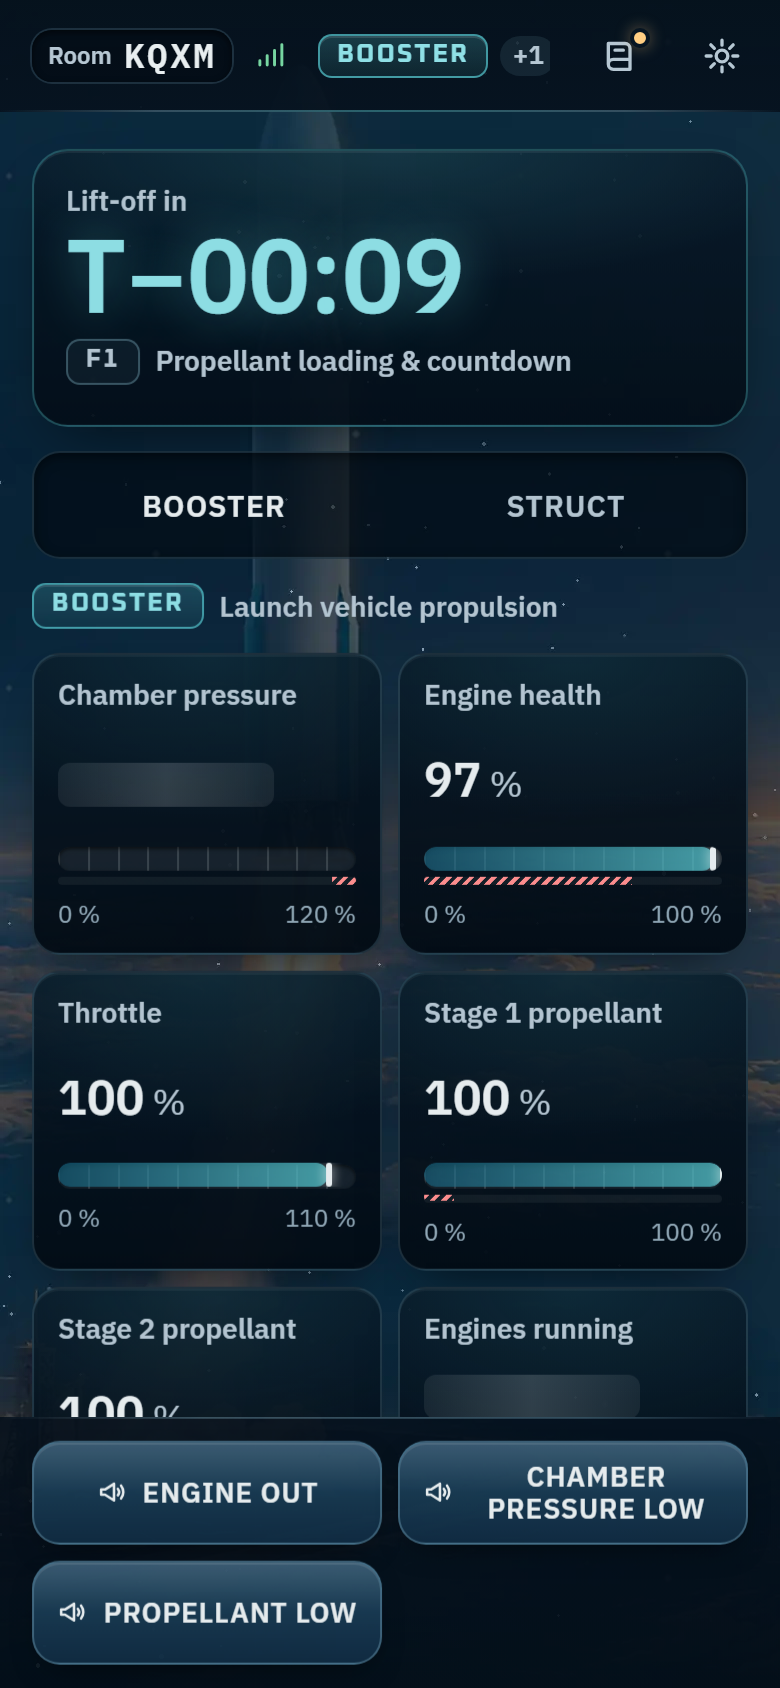 Room KQXM BOOSTER +1
Lift-off in
T−00:09
F1 Propellant loading & countdown
BOOSTER STRUCT
BOOSTER Launch vehicle propulsion
Chamber pressure
0 % 120 %
Engine health
97 %
0 % 100 %
Throttle
100 %
0 % 110 %
Stage 1 propellant
100 %
0 % 100 %
Stage 2 propellant
100 %
Engines running
ENGINE OUT
CHAMBER
PRESSURE LOW
PROPELLANT LOW